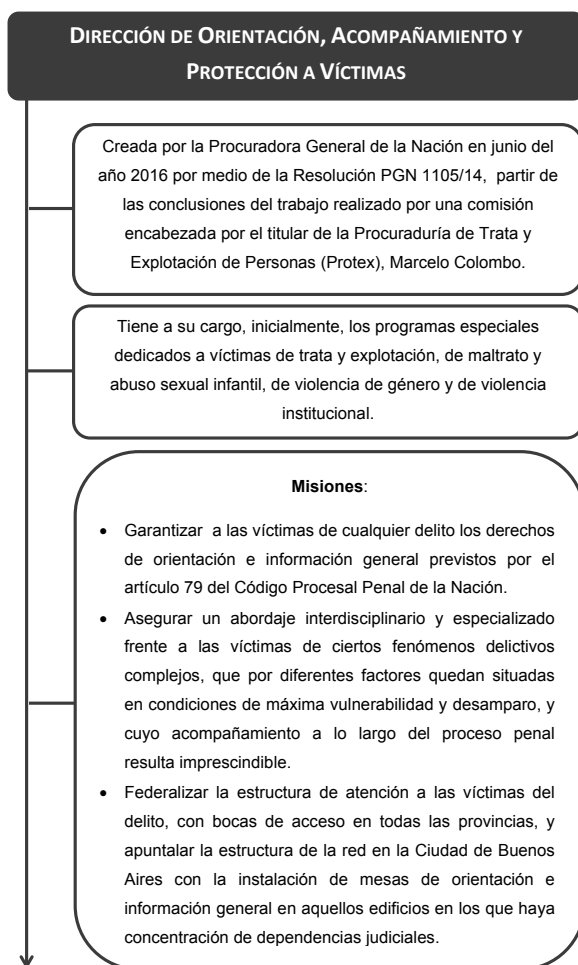 DIRECCIÓN DE ORIENTACIÓN, ACOMPAÑAMIENTO Y
PROTECCIÓN A VÍCTIMAS
Creada por la Procuradora General de la Nación en junio del
año 2016 por medio de la Resolución PGN 1105/14, partir de
las conclusiones del trabajo realizado por una comisión
encabezada por el titular de la Procuraduría de Trata y
Explotación de Personas (Protex), Marcelo Colombo.
Tiene a su cargo, inicialmente, los programas especiales
dedicados a víctimas de trata y explotación, de maltrato y
abuso sexual infantil, de violencia de género y de violencia
institucional.
Misiones:
• Garantizar a las víctimas de cualquier delito los derechos
de orientación e información general previstos por el
artículo 79 del Código Procesal Penal de la Nación.
• Asegurar un abordaje interdisciplinario y especializado
frente a las víctimas de ciertos fenómenos delictivos
complejos, que por diferentes factores quedan situadas
en condiciones de máxima vulnerabilidad y desamparo, y
cuyo acompañamiento a lo largo del proceso penal
resulta imprescindible.
• Federalizar la estructura de atención a las víctimas del
delito, con bocas de acceso en todas las provincias, y
apuntalar la estructura de la red en la Ciudad de Buenos
Aires con la instalación de mesas de orientación e
información general en aquellos edificios en los que haya
concentración de dependencias judiciales.